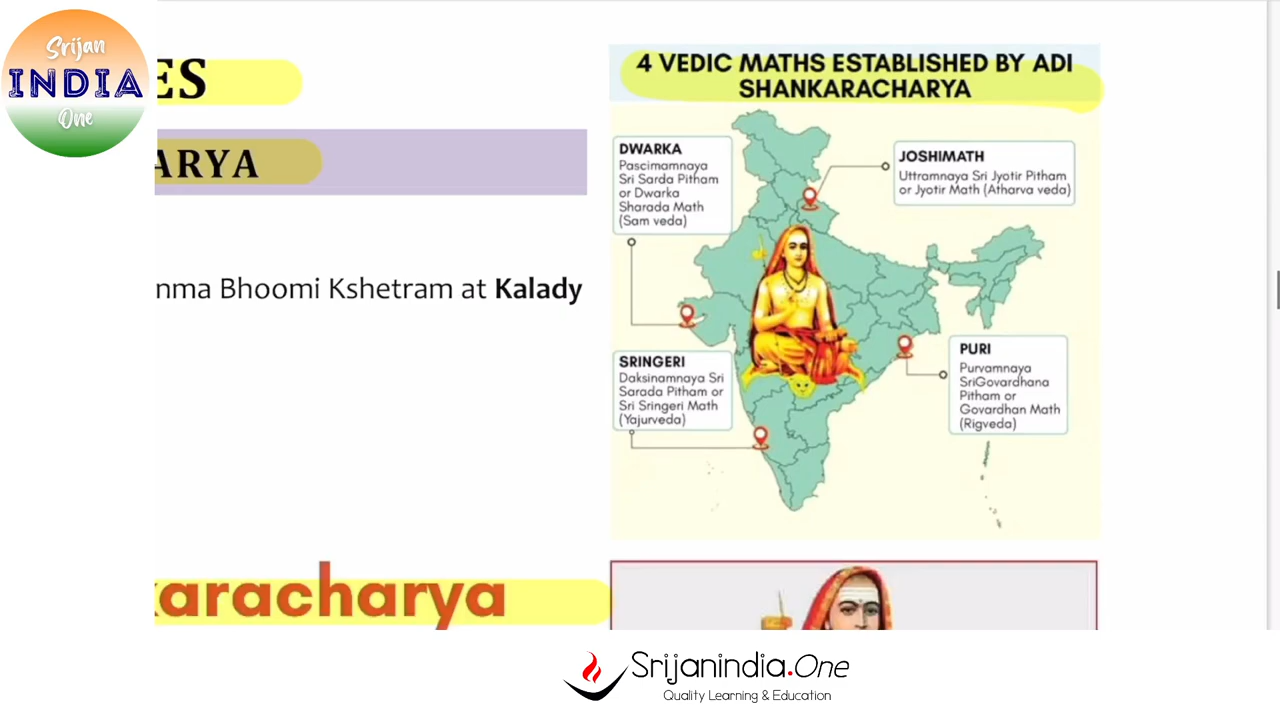 Srijan
INDIA
One
ES
ARYA
nma Bhoomi Kshetram at Kalady
karacharya
4 VEDIC MATHS ESTABLISHED BY ADI
SHANKARACHARYA
DWARKA
Pascimamnaya
Sri Sarda Pitham
or Dwarka
Sharada Math
(Sam veda)
JOSHIMATH
Uttramnaya Sri Jyotir Pitham
or Jyotir Math (Atharva veda)
SRINGERI
Daksinamnaya Sri
Sarada Pitham or
Sri Sringeri Math
(Yajurveda)
PURI
Purvamnaya
SriGovardhana
Pitham or
Govardhan Math
(Rigveda)
Srijanindia.One
Quality Learning & Education